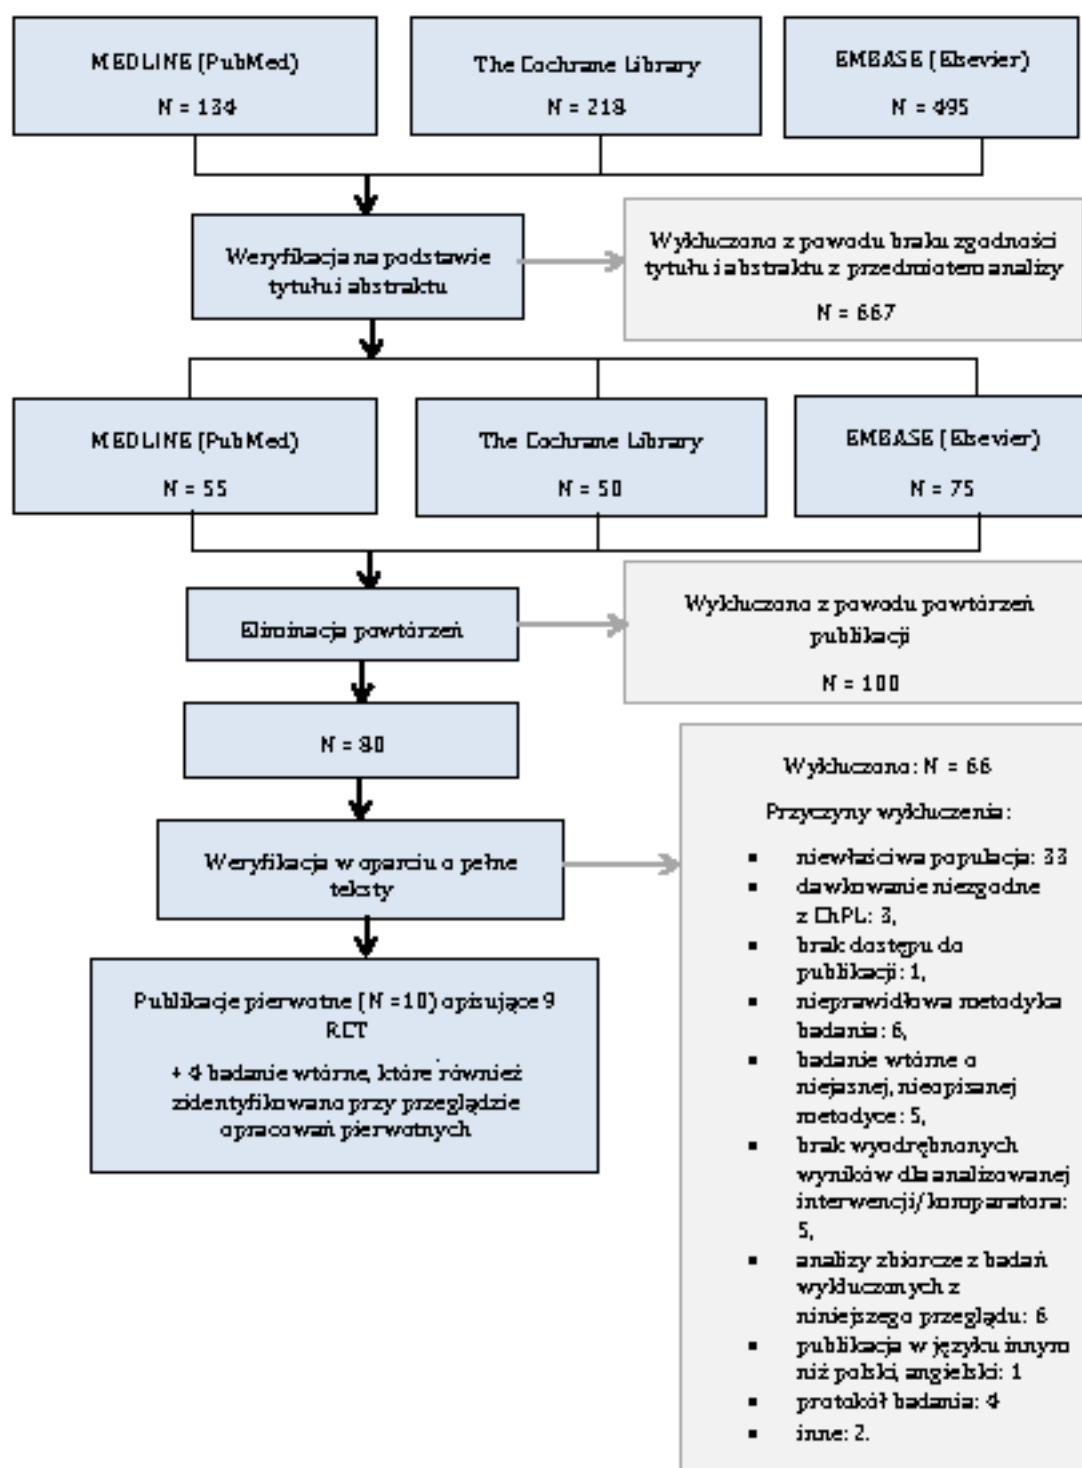 MEDLINE (PubMed)
N = 134
The Cochrane Library
N = 218
EMBASE (Elsevier)
N = 495
Weryfikacja na podstawie
tytułu i abstraktu
Wykluczono z powodu braku zgodności
tytułu i abstraktu z przedmiotem analizy
N = 667
MEDLINE (PubMed)
N = 55
The Cochrane Library
N = 50
EMBASE (Elsevier)
N = 75
Eliminacja powtórzeń
Wykluczono z powodu powtórzeń
publikacji
N = 100
N = 80
Weryfikacja w oparciu o pełne
teksty
Wykluczono: N = 66
Przyczyny wykluczenia:
▪ niewłaściwa populacja: 33
▪ dawkowanie niezgodne
z ChPL: 3,
▪ brak dostępu do
publikacji: 1,
▪ nieprawidłowa metodyka
badania: 6,
▪ badanie wtórne o
niejasnej, nieopisanej
metodyce: 5,
▪ brak wyodrębnionych
wyników dla analizowanej
interwencji/komparatora:
5,
▪ analizy zbiorcze z badań
wykluczonych z
niniejszego przeglądu: 6
▪ publikacja w języku innym
niż polski, angielski: 1
▪ protokół badania: 4
▪ inne: 2.
Publikacje pierwotne (N =10) opisujące 9
RCT
+ 4 badanie wtórne, które również
zidentyfikowano przy przeglądzie
opracowań pierwotnych